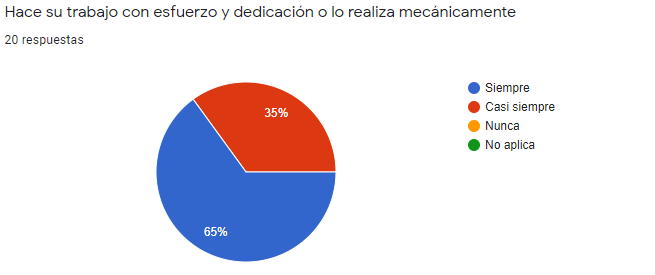 Hace su trabajo con esfuerzo y dedicación o lo realiza mecánicamente
20 respuestas
35%
65%
Siempre
Casi siempre
Nunca
No aplica